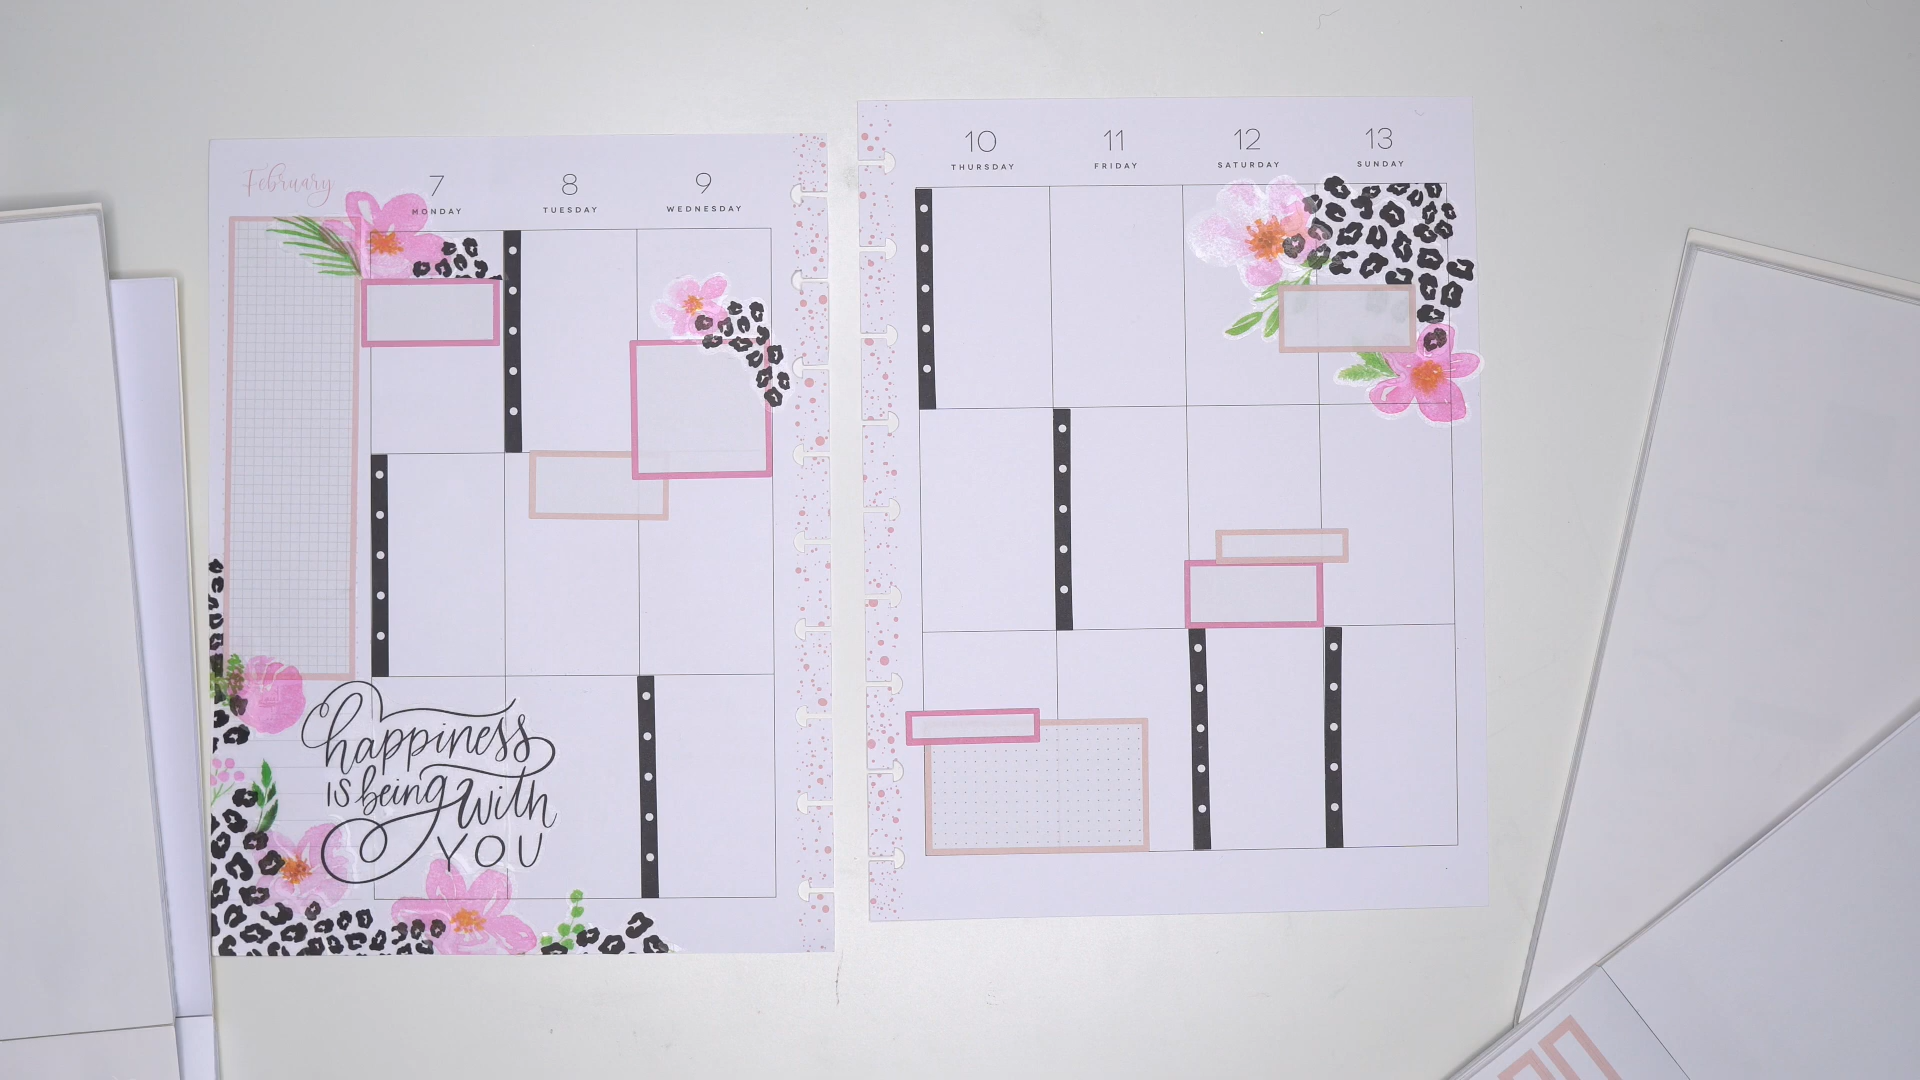 February
7
MONDAY
8
TUESDAY
9
WEDNESDAY
happiness
is being with
YOU
10
THURSDAY
11
FRIDAY
12
SATURDAY
13
SUNDAY